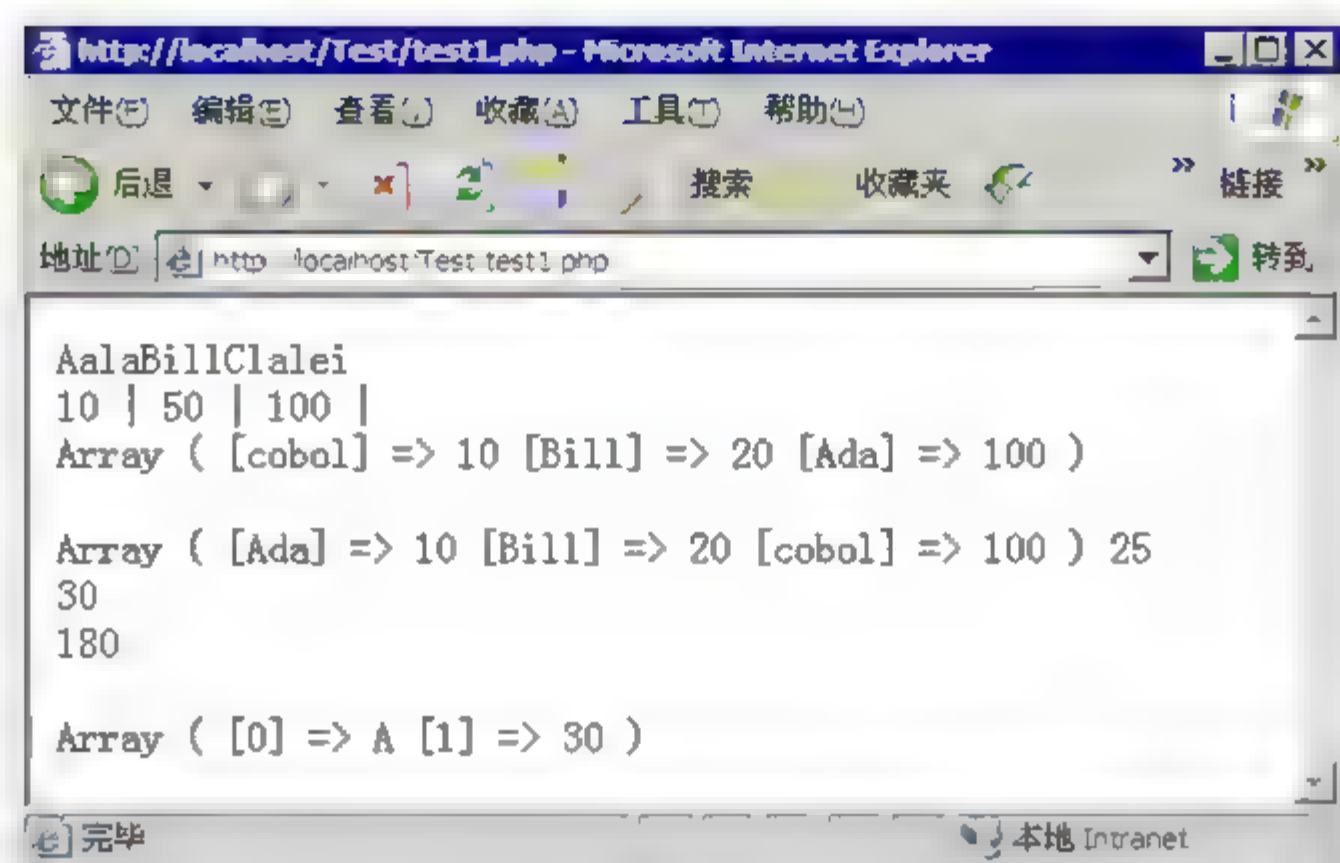 http://localhost/Test/test1.php - Microsoft Internet Explorer
文件(F) 编辑(E) 查看 收藏(A) 工具(T) 帮助(H)
后退 搜索 收藏夹 » 链接 »
地址(D) http localhost Test test1 php 转到
AalaBillClalei
10 | 50 | 100 |
Array ( [cobol] => 10 [Bill] => 20 [Ada] => 100 )
Array ( [Ada] => 10 [Bill] => 20 [cobol] => 100 ) 25
30
180
Array ( [0] => A [1] => 30 )
完毕 本地 Intranet